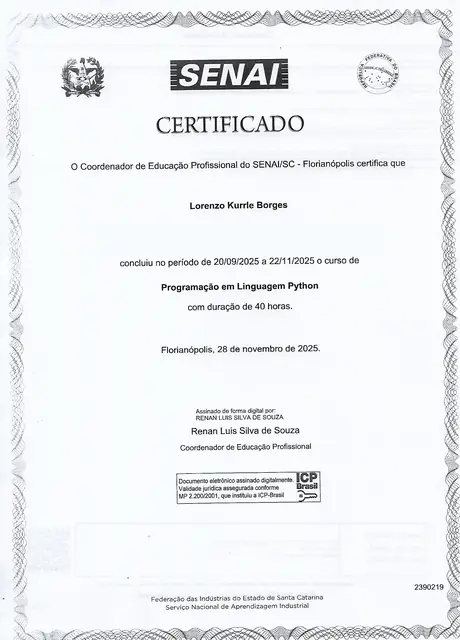 SENAI
REPÚBLICA FEDERATIVA DO BRASIL
CERTIFICADO
O Coordenador de Educação Profissional do SENAI/SC - Florianópolis certifica que
Lorenzo Kurrle Borges
concluiu no período de 20/09/2025 a 22/11/2025 o curso de
Programação em Linguagem Python
com duração de 40 horas.
Florianópolis, 28 de novembro de 2025.
Assinado de forma digital por:
RENAN LUIS SILVA DE SOUZA
Renan Luis Silva de Souza
Coordenador de Educação Profissional
Documento eletrônico assinado digitalmente.
Validade jurídica assegurada conforme
MP 2.200/2001, que instituiu a ICP-Brasil
ICP
Brasil
2390219
Federação das Indústrias do Estado de Santa Catarina
Serviço Nacional de Aprendizagem Industrial